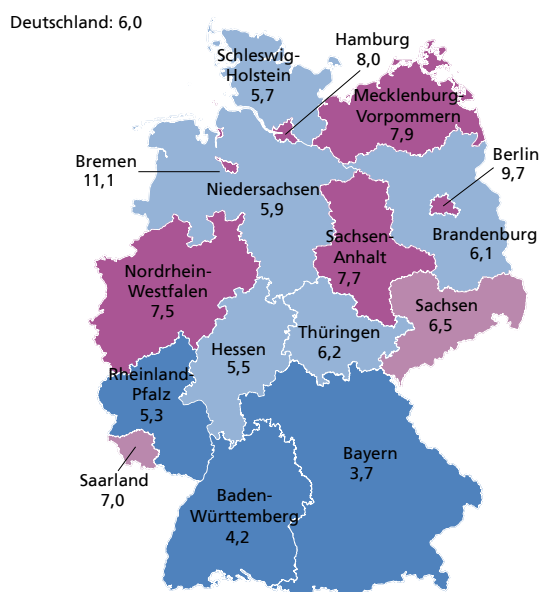 Deutschland: 6,0
Hamburg
8,0
Schleswig-
Holstein
5,7
Mecklenburg-
Vorpommern
7,9
Bremen
11,1
Berlin
9,7
Niedersachsen
5,9
Brandenburg
6,1
Sachsen-
Anhalt
7,7
Nordrhein-
Westfalen
7,5
Sachsen
6,5
Thüringen
6,2
Hessen
5,5
Rheinland-
Pfalz
5,3
Saarland
7,0
Bayern
3,7
Baden-
Württemberg
4,2